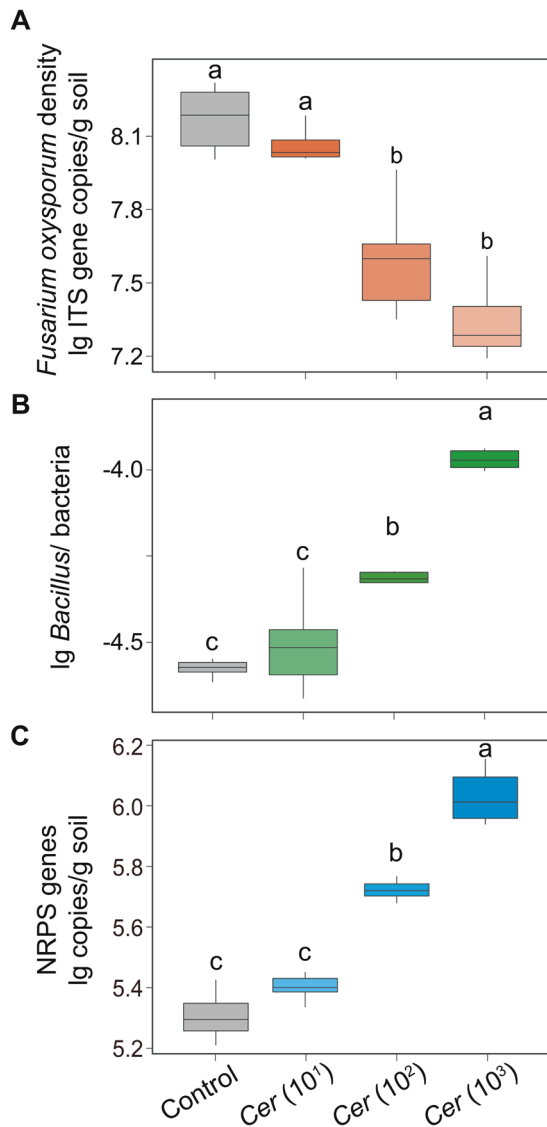 A
Fusarium oxysporum density
lg ITS gene copies/g soil
8.1
7.8
7.5
7.2
a
a
b
b
B
lg Bacillus/ bacteria
-4.0
-4.5
c
c
b
a
C
NRPS genes
lg copies/g soil
6.2
6.0
5.8
5.6
5.4
5.2
c
c
b
a
Control
Cer (10¹)
Cer (10²)
Cer (10³)